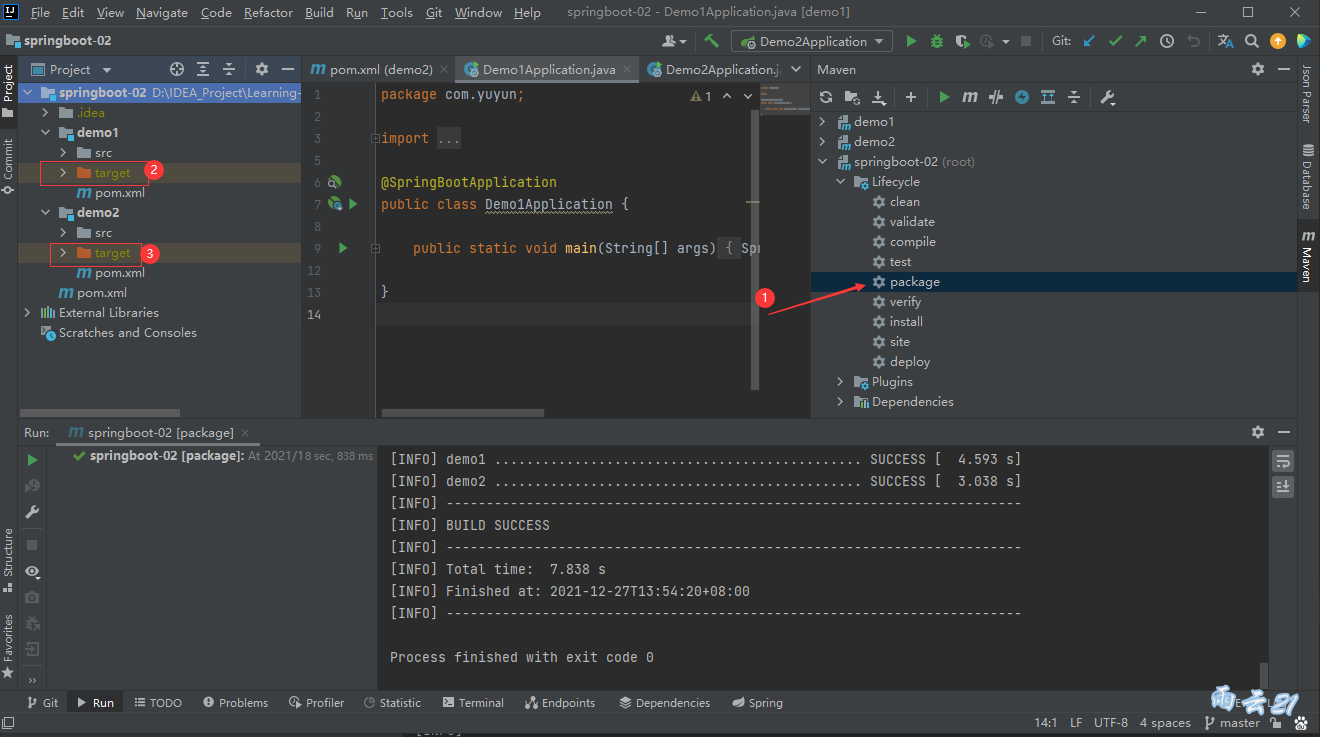 File Edit View Navigate Code Refactor Build Run Tools Git Window Help springboot-02 - Demo1Application.java [demo1]
springboot-02
Demo2Application
Git:
Project
pom.xml (demo2)
Demo1Application.java
Demo2Application.j
Maven
Project
Commit
Structure
Favorites
springboot-02 D:\IDEA_Project\Learning-
.idea
demo1
src
target
2
pom.xml
demo2
src
target
3
pom.xml
pom.xml
External Libraries
Scratches and Consoles
1 package com.yuyun;
1
2
3 import ...
5
6 @SpringBootApplication
7 public class Demo1Application {
8
9 public static void main(String[] args) { Spr
12
13 }
14
1
demo1
demo2
springboot-02 (root)
Lifecycle
clean
validate
compile
test
package
verify
install
site
deploy
Plugins
Dependencies
Json Parser
Database
Maven
Run: springboot-02 [package]
springboot-02 [package]: At 2021/1 8 sec, 838 ms
[INFO] demo1 .............................................. SUCCESS [  4.593 s]
[INFO] demo2 .............................................. SUCCESS [  3.038 s]
[INFO] ------------------------------------------------------------------------
[INFO] BUILD SUCCESS
[INFO] ------------------------------------------------------------------------
[INFO] Total time:  7.838 s
[INFO] Finished at: 2021-12-27T13:54:20+08:00
[INFO] ------------------------------------------------------------------------
Process finished with exit code 0
Git Run TODO Problems Profiler Statistic Terminal Endpoints Dependencies Spring
雨云21
14:1 LF UTF-8 4 spaces master